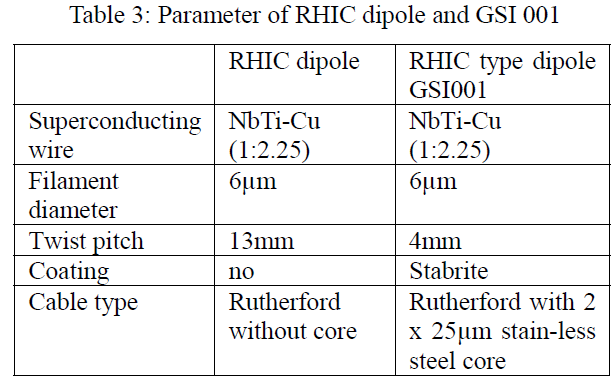 Table 3: Parameter of RHIC dipole and GSI 001
RHIC dipole
RHIC type dipole
GSI001
Superconducting
wire
NbTi-Cu
(1:2.25)
NbTi-Cu
(1:2.25)
Filament
diameter
6µm
6µm
Twist pitch
13mm
4mm
Coating
no
Stabrite
Cable type
Rutherford
without core
Rutherford with 2
x 25µm stain-less
steel core